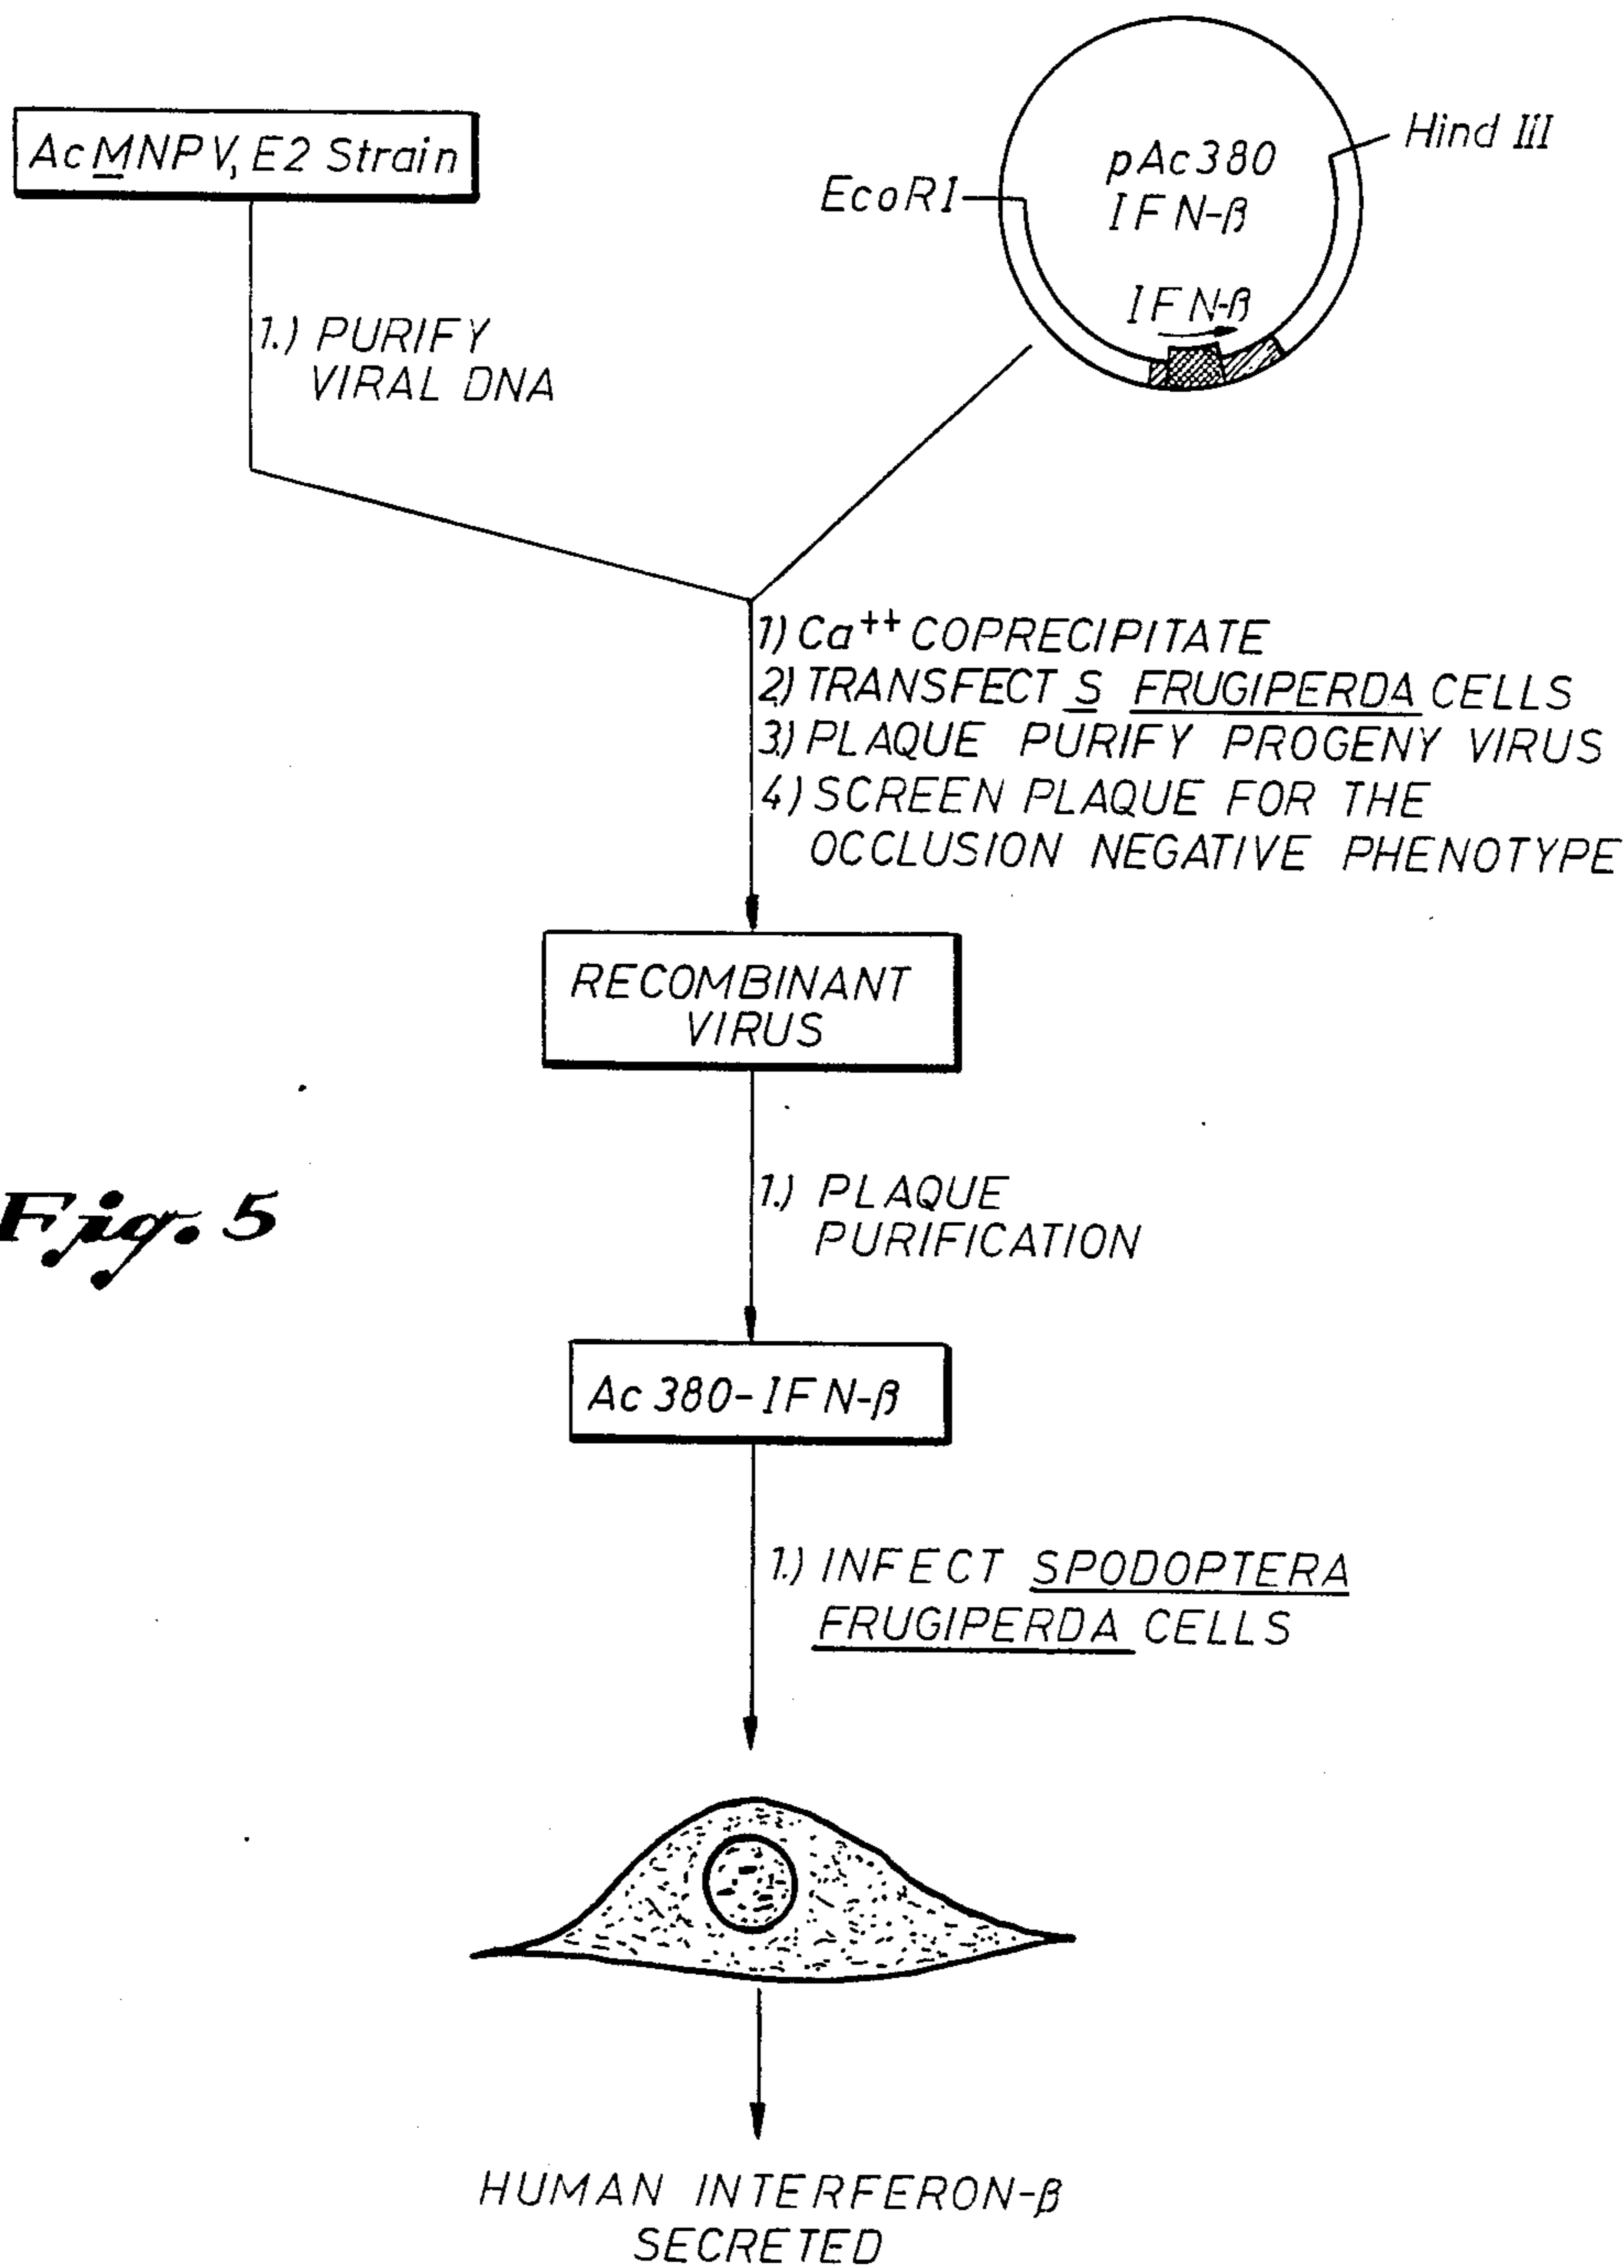 AcMNPV, E2 Strain
EcoRI
pAc380
IFN-β
Hind III
IFN-β
1.) PURIFY
VIRAL DNA
1) Ca++ COPRECIPITATE
2) TRANSFECT S FRUGIPERDA CELLS
3) PLAQUE PURIFY PROGENY VIRUS
4) SCREEN PLAQUE FOR THE
OCCLUSION NEGATIVE PHENOTYPE
RECOMBINANT
VIRUS
Fig. 5
1.) PLAQUE
PURIFICATION
Ac 380-IFN-β
1.) INFECT SPODOPTERA
FRUGIPERDA CELLS
HUMAN INTERFERON-β
SECRETED